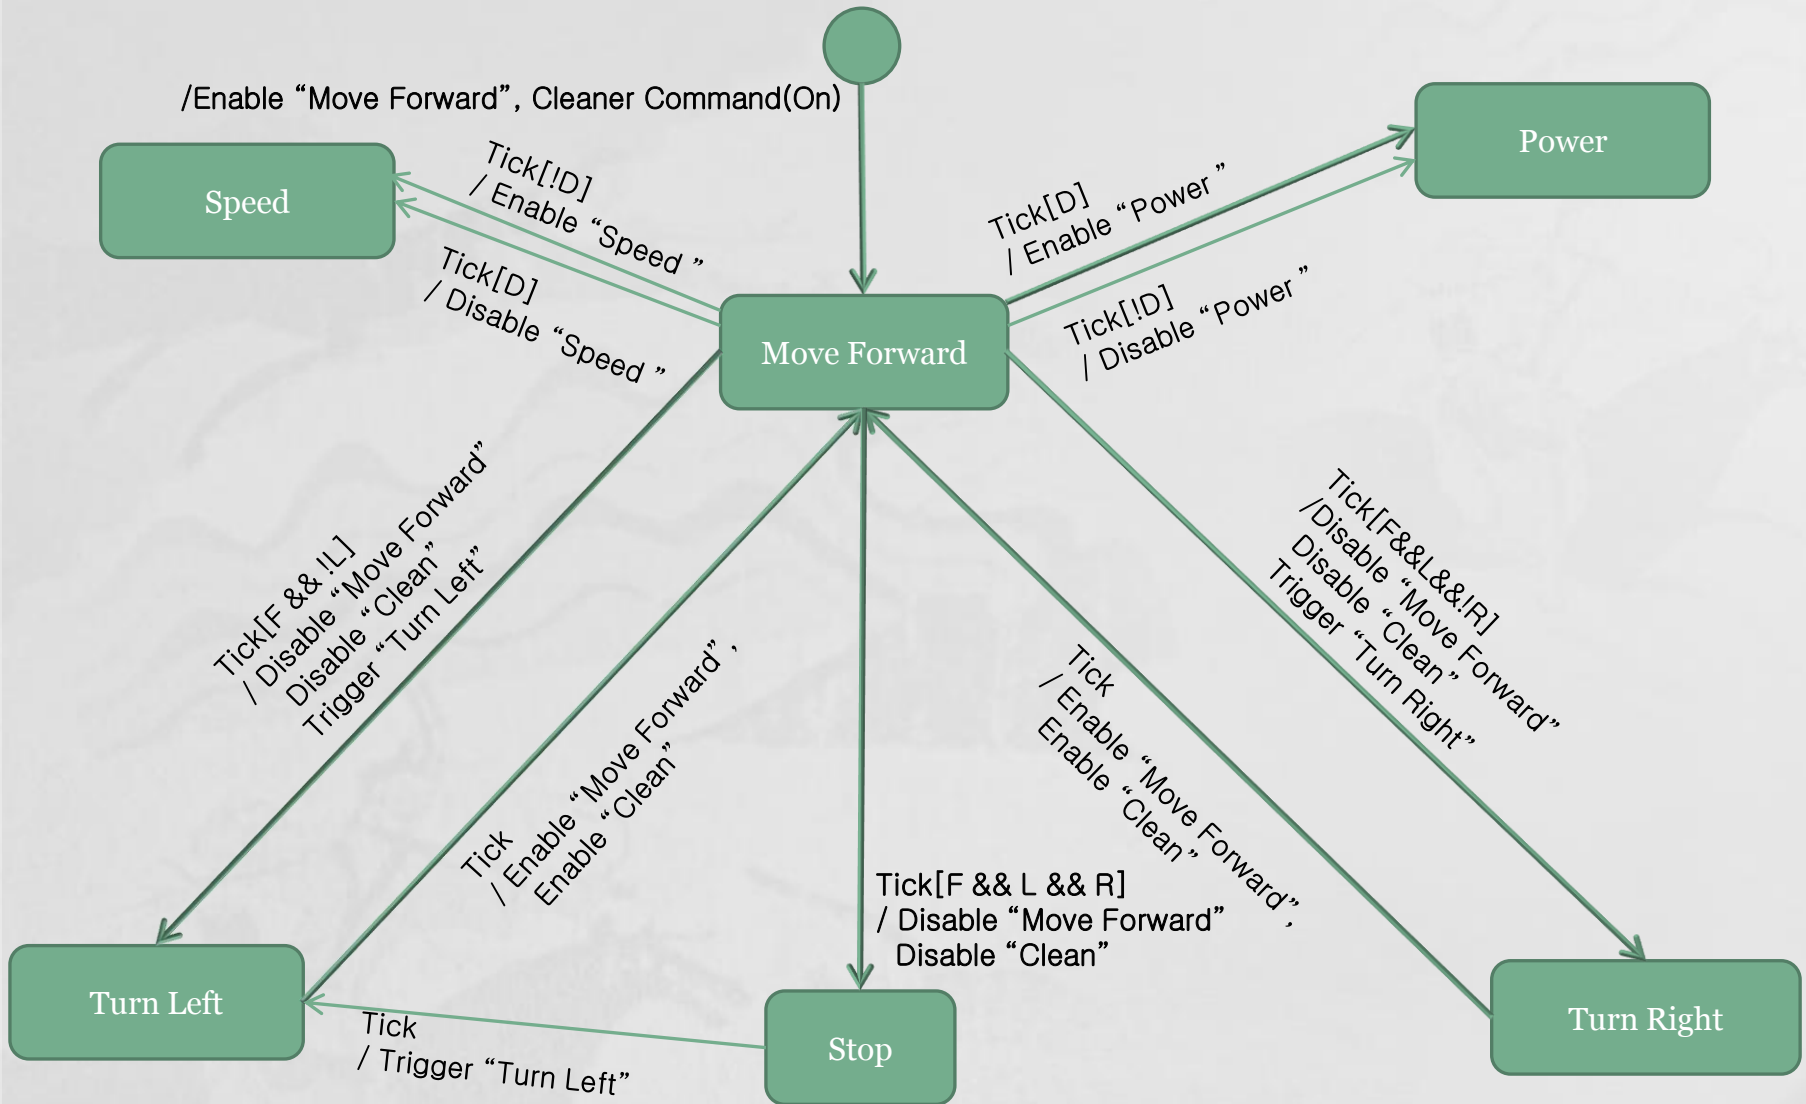 /Enable “Move Forward”, Cleaner Command(On)
Speed
Tick[!D]
/ Enable “Speed ”
Tick[D]
/ Disable “Speed ”
Power
Tick[D]
/ Enable “Power ”
Tick[!D]
/ Disable “Power ”
Move Forward
Tick[F && !L]
/ Disable “Move Forward”
Disable “Clean”
Trigger “Turn Left”
Tick
/ Enable “Move Forward”,
Enable “Clean”
Tick[F && L && R]
/ Disable “Move Forward”
Disable “Clean”
Tick
/ Enable “Move Forward”,
Enable “Clean”
Tick[F&&L&&!R]
/Disable “Move Forward”
Disable “Clean”
Trigger “Turn Right”
Turn Left
Tick
/ Trigger “Turn Left”
Stop
Turn Right